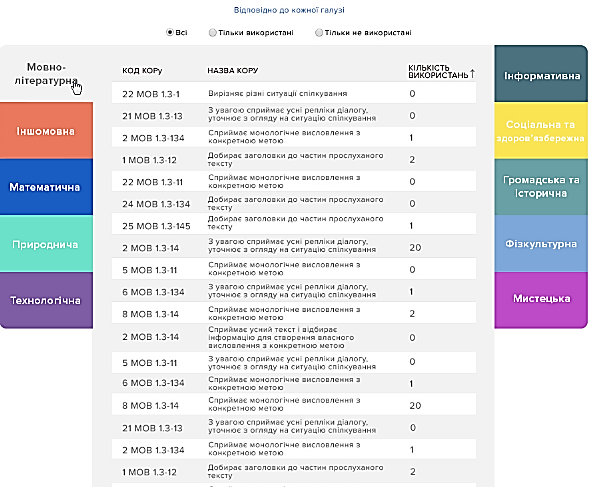 Відповідно до кожної галузі
Всі
Тільки використані
Тільки не використані
Мовно-
літературна
Іншомовна
Математична
Природнича
Технологічна
КОД КОРу
НАЗВА КОРУ
КІЛЬКІСТЬ
ВИКОРИСТАНЬ↑
22 МОВ 1.3-1
Вирізняє різні ситуації спілкування
0
21 МОВ 1.3-13
З увагою сприймає усні репліки діалогу,
уточнює з огляду на ситуацію спілкування
0
2 МОВ 1.3-134
Сприймає монологічне висловлення з
конкретною метою
1
1 МОВ 1.3-12
Добирає заголовки до частин прослуханого
тексту
2
22 МОВ 1.3-11
Сприймає монологічне висловлення з
конкретною метою
0
24 МОВ 1.3-134
Добирає заголовки до частин прослуханого
тексту
0
25 МОВ 1.3-145
Добирає заголовки до частин прослуханого
тексту
1
2 МОВ 1.3-14
З увагою сприймає усні репліки діалогу,
уточнює з огляду на ситуацію спілкування
20
5 МОВ 1.3-11
Сприймає монологічне висловлення з
конкретною метою
0
6 МОВ 1.3-134
З увагою сприймає усні репліки діалогу,
уточнює з огляду на ситуацію спілкування
1
8 МОВ 1.3-14
Сприймає монологічне висловлення з
конкретною метою
2
2 МОВ 1.3-14
Сприймає усний текст і відбирає
інформацію для створення власного
висловлення з конкретною метою
0
5 МОВ 1.3-11
З увагою сприймає усні репліки діалогу,
уточнює з огляду на ситуацію спілкування
0
6 МОВ 1.3-134
Сприймає монологічне висловлення з
конкретною метою
1
8 МОВ 1.3-14
Сприймає монологічне висловлення з
конкретною метою
20
21 МОВ 1.3-13
З увагою сприймає усні репліки діалогу,
уточнює з огляду на ситуацію спілкування
0
2 МОВ 1.3-134
Сприймає монологічне висловлення з
конкретною метою
1
1 МОВ 1.3-12
Добирає заголовки до частин прослуханого
тексту
2
Інформативна
Соціальна та
здоров'язбережна
Громадська та
Історична
Фізкультурна
Мистецька